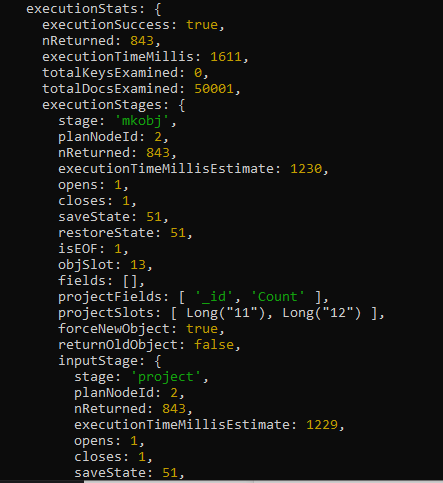 executionStats: {
executionSuccess: true,
nReturned: 843,
executionTimeMillis: 1611,
totalKeysExamined: 0,
totalDocsExamined: 50001,
executionStages: {
stage: 'mkobj',
planNodeId: 2,
nReturned: 843,
executionTimeMillisEstimate: 1230,
opens: 1,
closes: 1,
saveState: 51,
restoreState: 51,
isEOF: 1,
objSlot: 13,
fields: [],
projectFields: [ '_id', 'Count' ],
projectSlots: [ Long("11"), Long("12") ],
forceNewObject: true,
returnOldObject: false,
inputStage: {
stage: 'project',
planNodeId: 2,
nReturned: 843,
executionTimeMillisEstimate: 1229,
opens: 1,
closes: 1,
saveState: 51,